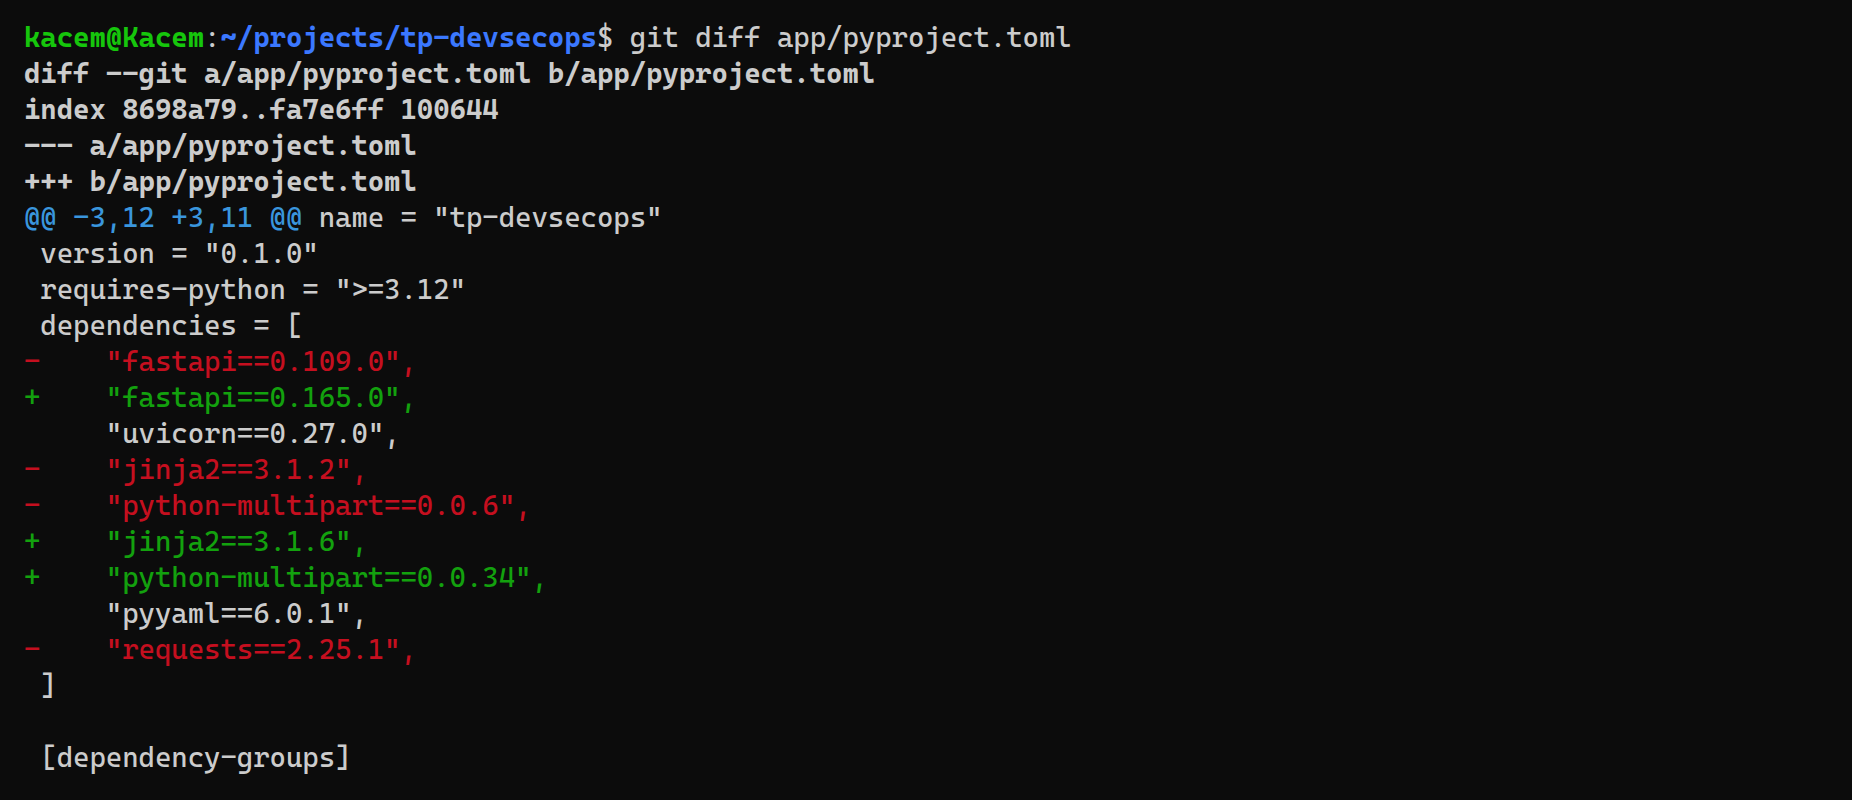 kacem@Kacem:~/projects/tp-devsecops$ git diff app/pyproject.toml
diff --git a/app/pyproject.toml b/app/pyproject.toml
index 8698a79..fa7e6ff 100644
--- a/app/pyproject.toml
+++ b/app/pyproject.toml
@@ -3,12 +3,11 @@ name = "tp-devsecops"
 version = "0.1.0"
 requires-python = ">=3.12"
 dependencies = [
-    "fastapi==0.109.0",
+    "fastapi==0.165.0",
     "uvicorn==0.27.0",
-    "jinja2==3.1.2",
-    "python-multipart==0.0.6",
+    "jinja2==3.1.6",
+    "python-multipart==0.0.34",
     "pyyaml==6.0.1",
-    "requests==2.25.1",
 ]
 [dependency-groups]